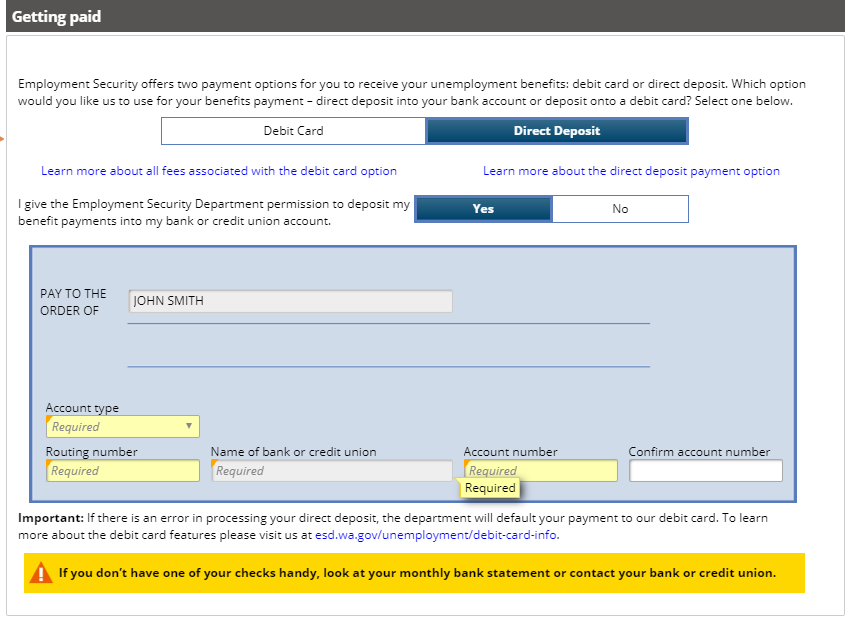 Getting paid
Employment Security offers two payment options for you to receive your unemployment benefits: debit card or direct deposit. Which option
would you like us to use for your benefits payment – direct deposit into your bank account or deposit onto a debit card? Select one below.
Debit Card Direct Deposit
Learn more about all fees associated with the debit card option Learn more about the direct deposit payment option
I give the Employment Security Department permission to deposit my
benefit payments into my bank or credit union account.
Yes No
PAY TO THE
ORDER OF
JOHN SMITH
Account type
Required
Routing number Name of bank or credit union Account number Confirm account number
Required Required Required
Required
Important: If there is an error in processing your direct deposit, the department will default your payment to our debit card. To learn
more about the debit card features please visit us at esd.wa.gov/unemployment/debit-card-info.
If you don’t have one of your checks handy, look at your monthly bank statement or contact your bank or credit union.